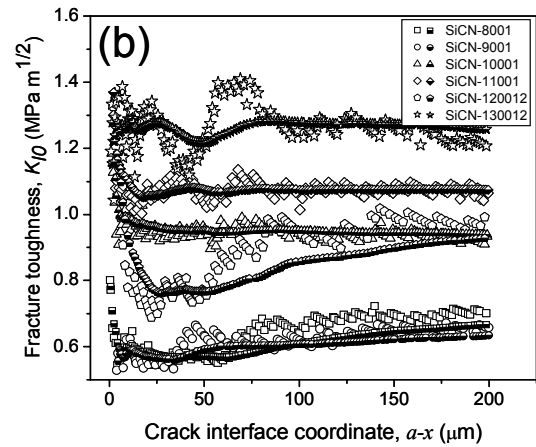 (b)
Fracture toughness, K_I0 (MPa m^1/2)
1.6
1.4
1.2
1.0
0.8
0.6
SiCN-8001
SiCN-9001
SiCN-10001
SiCN-11001
SiCN-120012
SiCN-130012
0 50 100 150 200
Crack interface coordinate, a-x (μm)